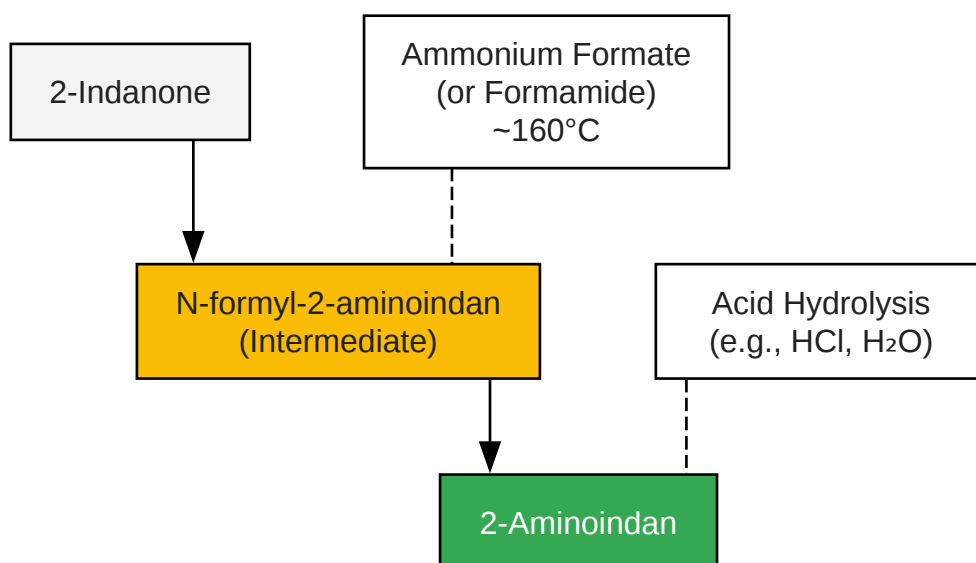 2-Indanone
Ammonium Formate
(or Formamide)
~160°C
N-formyl-2-aminoindan
(Intermediate)
Acid Hydrolysis
(e.g., HCl, H₂O)
2-Aminoindan